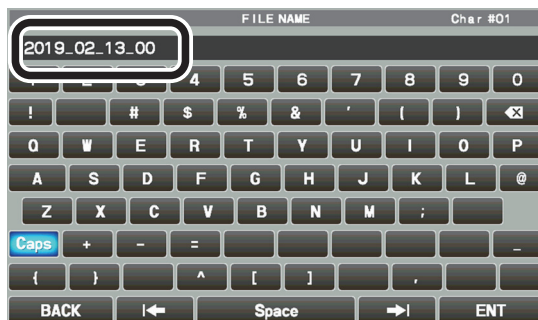 FILE NAME Char #01
2019_02_13_00
4 5 6 7 8 9 0
! # $ % & ' ( )
Q W E R T Y U I O P
A S D F G H J K L @
Z X C V B N M ;
Caps + - = _
{ } ^ [ ] ,
BACK Space ENT